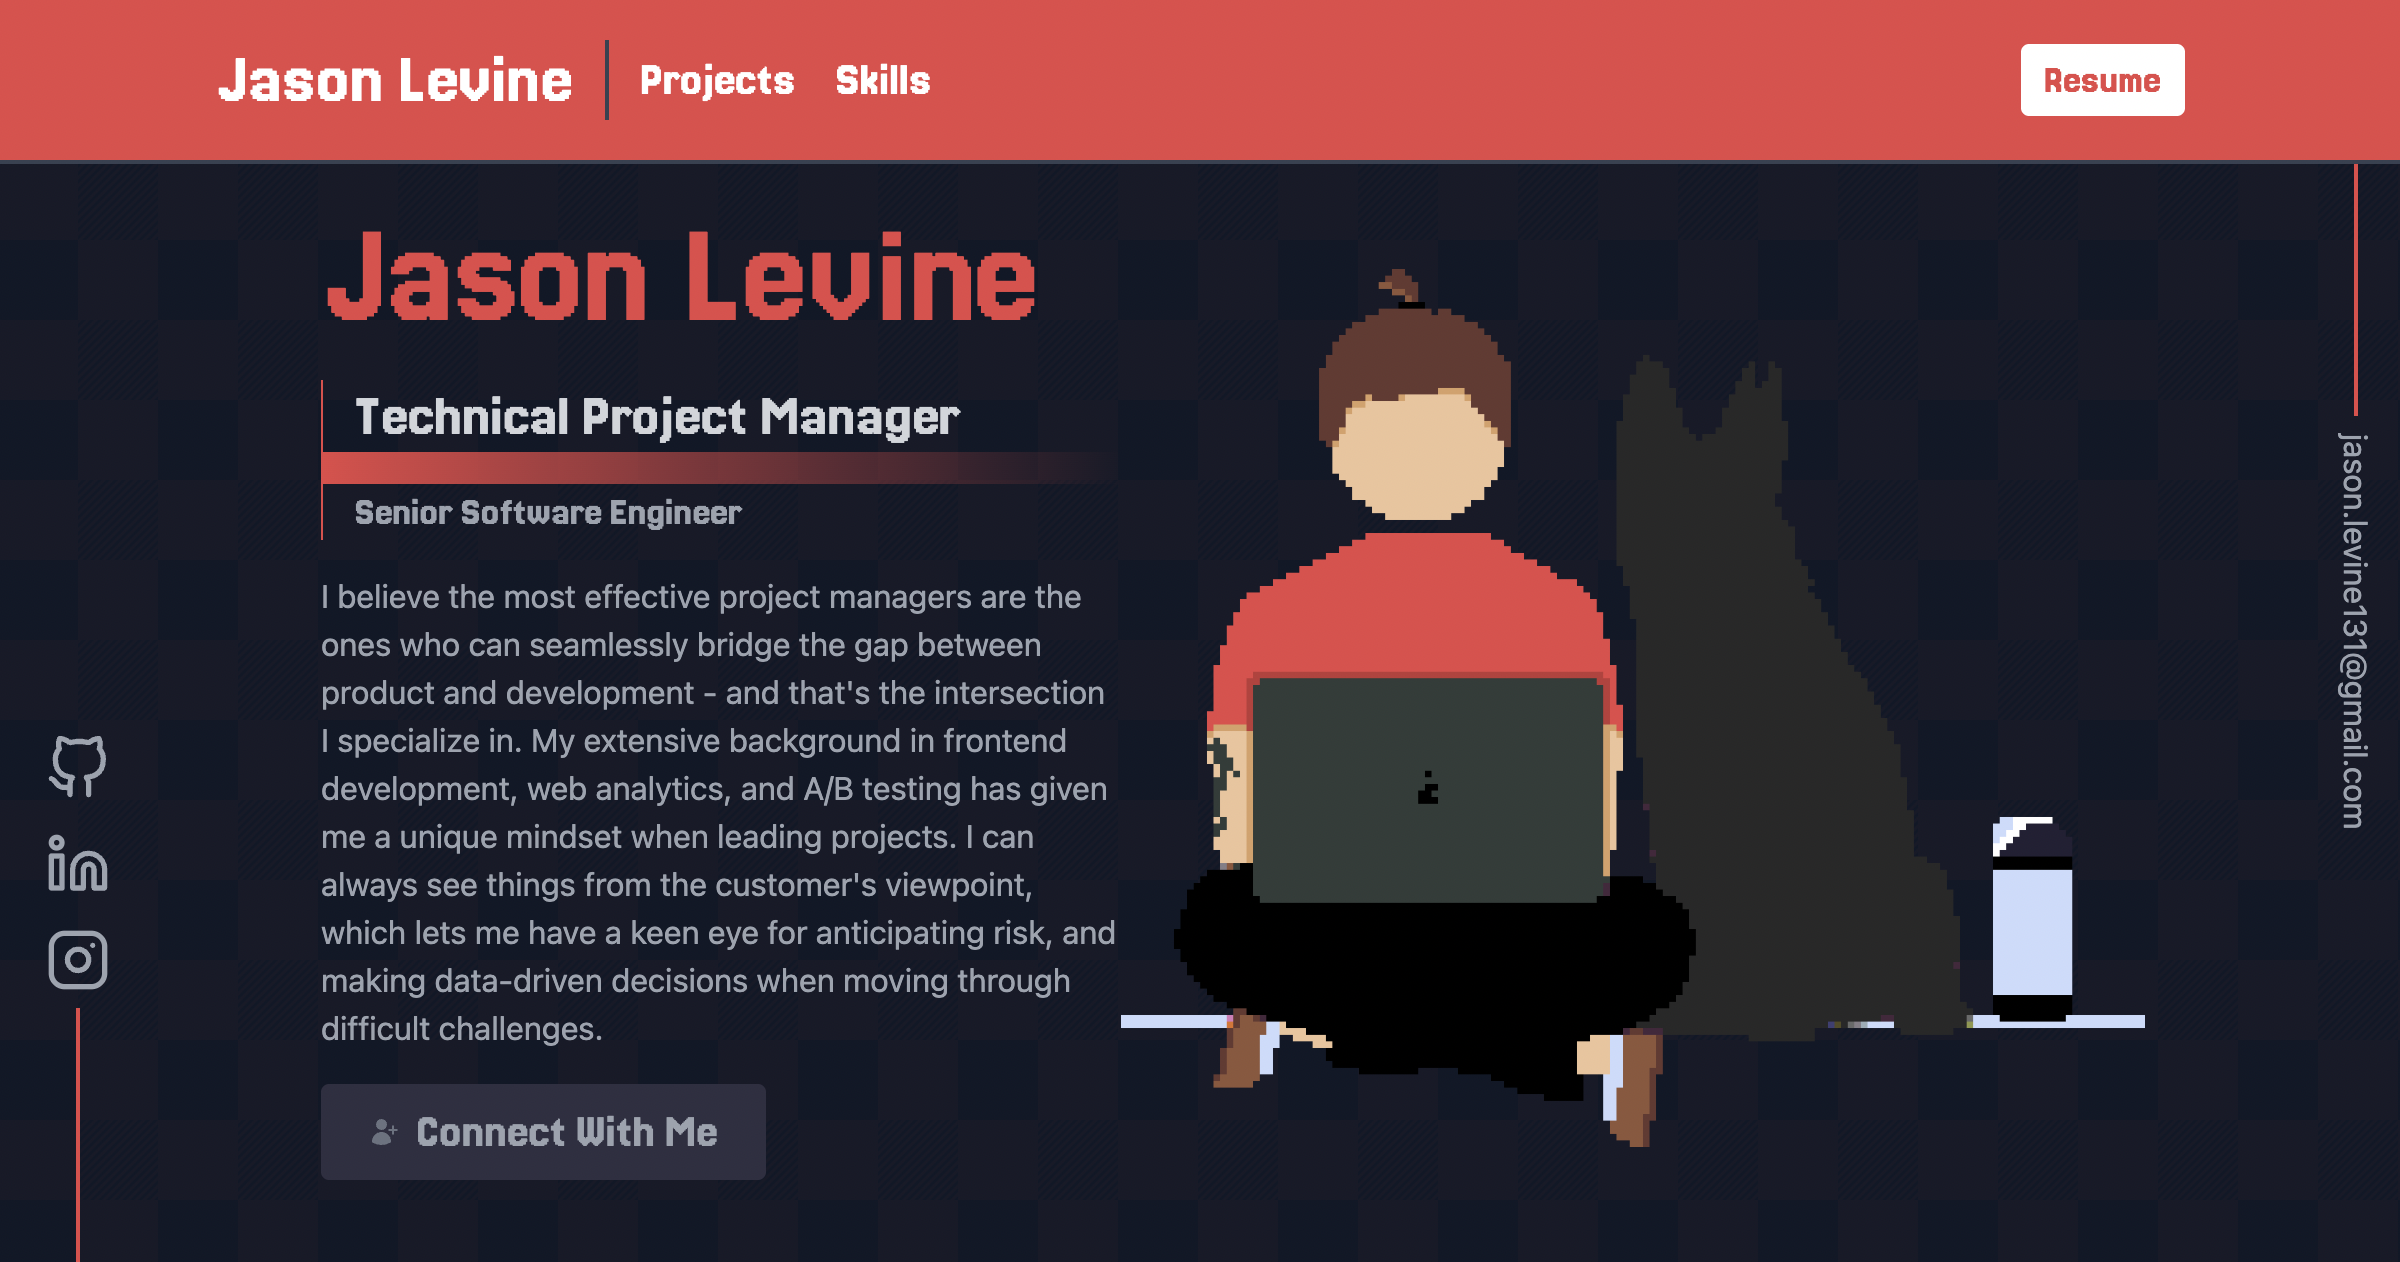 Jason Levine
Projects
Skills
Resume
Jason Levine
Technical Project Manager
Senior Software Engineer
I believe the most effective project managers are the
ones who can seamlessly bridge the gap between
product and development - and that's the intersection
I specialize in. My extensive background in frontend
development, web analytics, and A/B testing has given
me a unique mindset when leading projects. I can
always see things from the customer's viewpoint,
which lets me have a keen eye for anticipating risk, and
making data-driven decisions when moving through
difficult challenges.
Connect With Me
jason.levine131@gmail.com